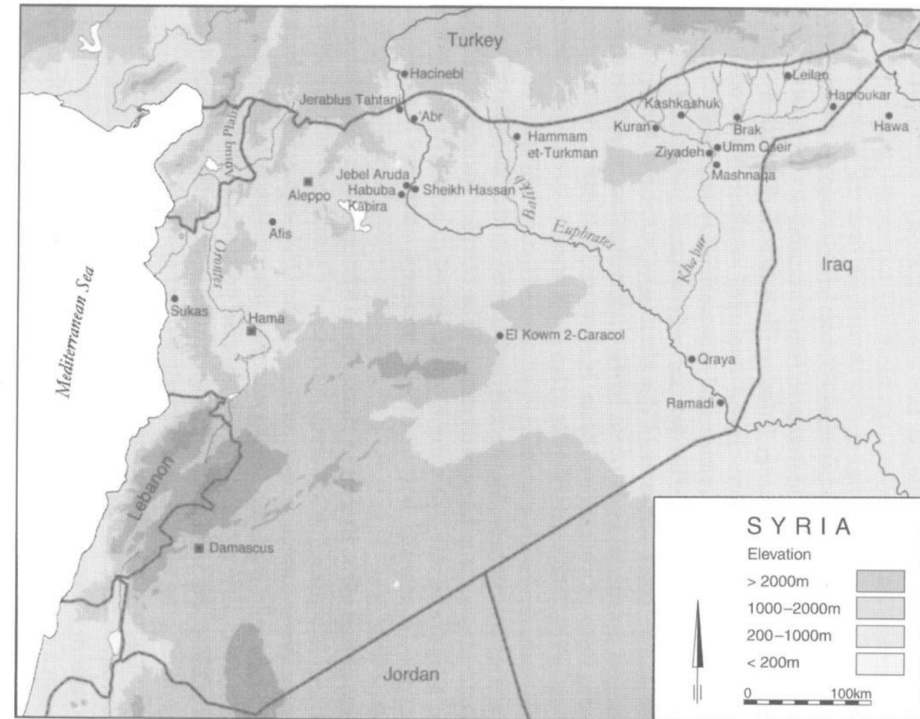 Turkey
Hacinebi
Leilan
Jerablus Tahtani
'Abr
Kashkashuk
Hamoukar
Kuran
Brak
Hawa
Amuq Plain
Hammam
et-Turkman
Ziyadeh
Umm Qseir
Mashnaqa
Aleppo
Jebel Aruda
Habuba
Kabira
Sheikh Hassan
Balikh
Afis
Orontes
Euphrates
Khabur
Iraq
Mediterranean Sea
Sukas
Hama
El Kowm 2-Caracol
Qraya
Ramadi
Lebanon
Damascus
Jordan
SYRIA
Elevation
> 2000m
1000–2000m
200–1000m
< 200m
0 100km